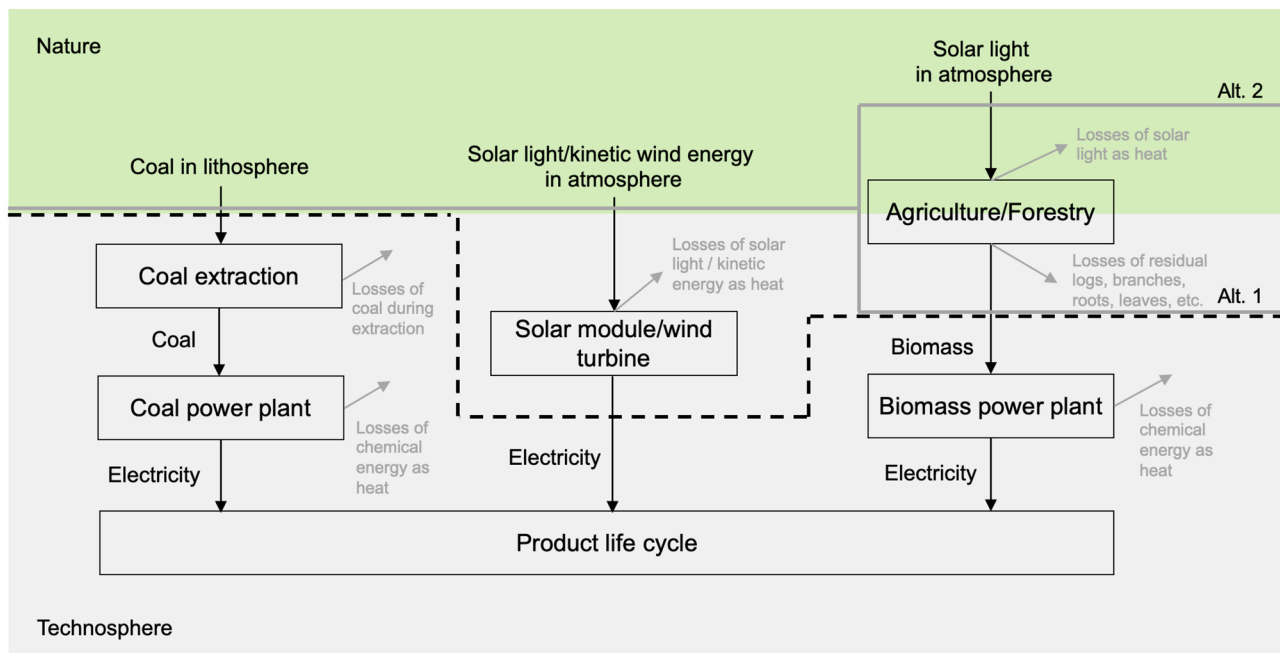 Nature
Solar light
in atmosphere
Alt. 2
Losses of solar
light as heat
Coal in lithosphere
Solar light/kinetic wind energy
in atmosphere
Agriculture/Forestry
Losses of solar
light / kinetic
energy as heat
Losses of residual
logs, branches,
roots, leaves, etc.
Alt. 1
Coal extraction
Losses of
coal during
extraction
Solar module/wind
turbine
Coal
Biomass
Coal power plant
Losses of
chemical
energy as
heat
Biomass power plant
Losses of
chemical
energy as
heat
Electricity
Electricity
Electricity
Product life cycle
Technosphere